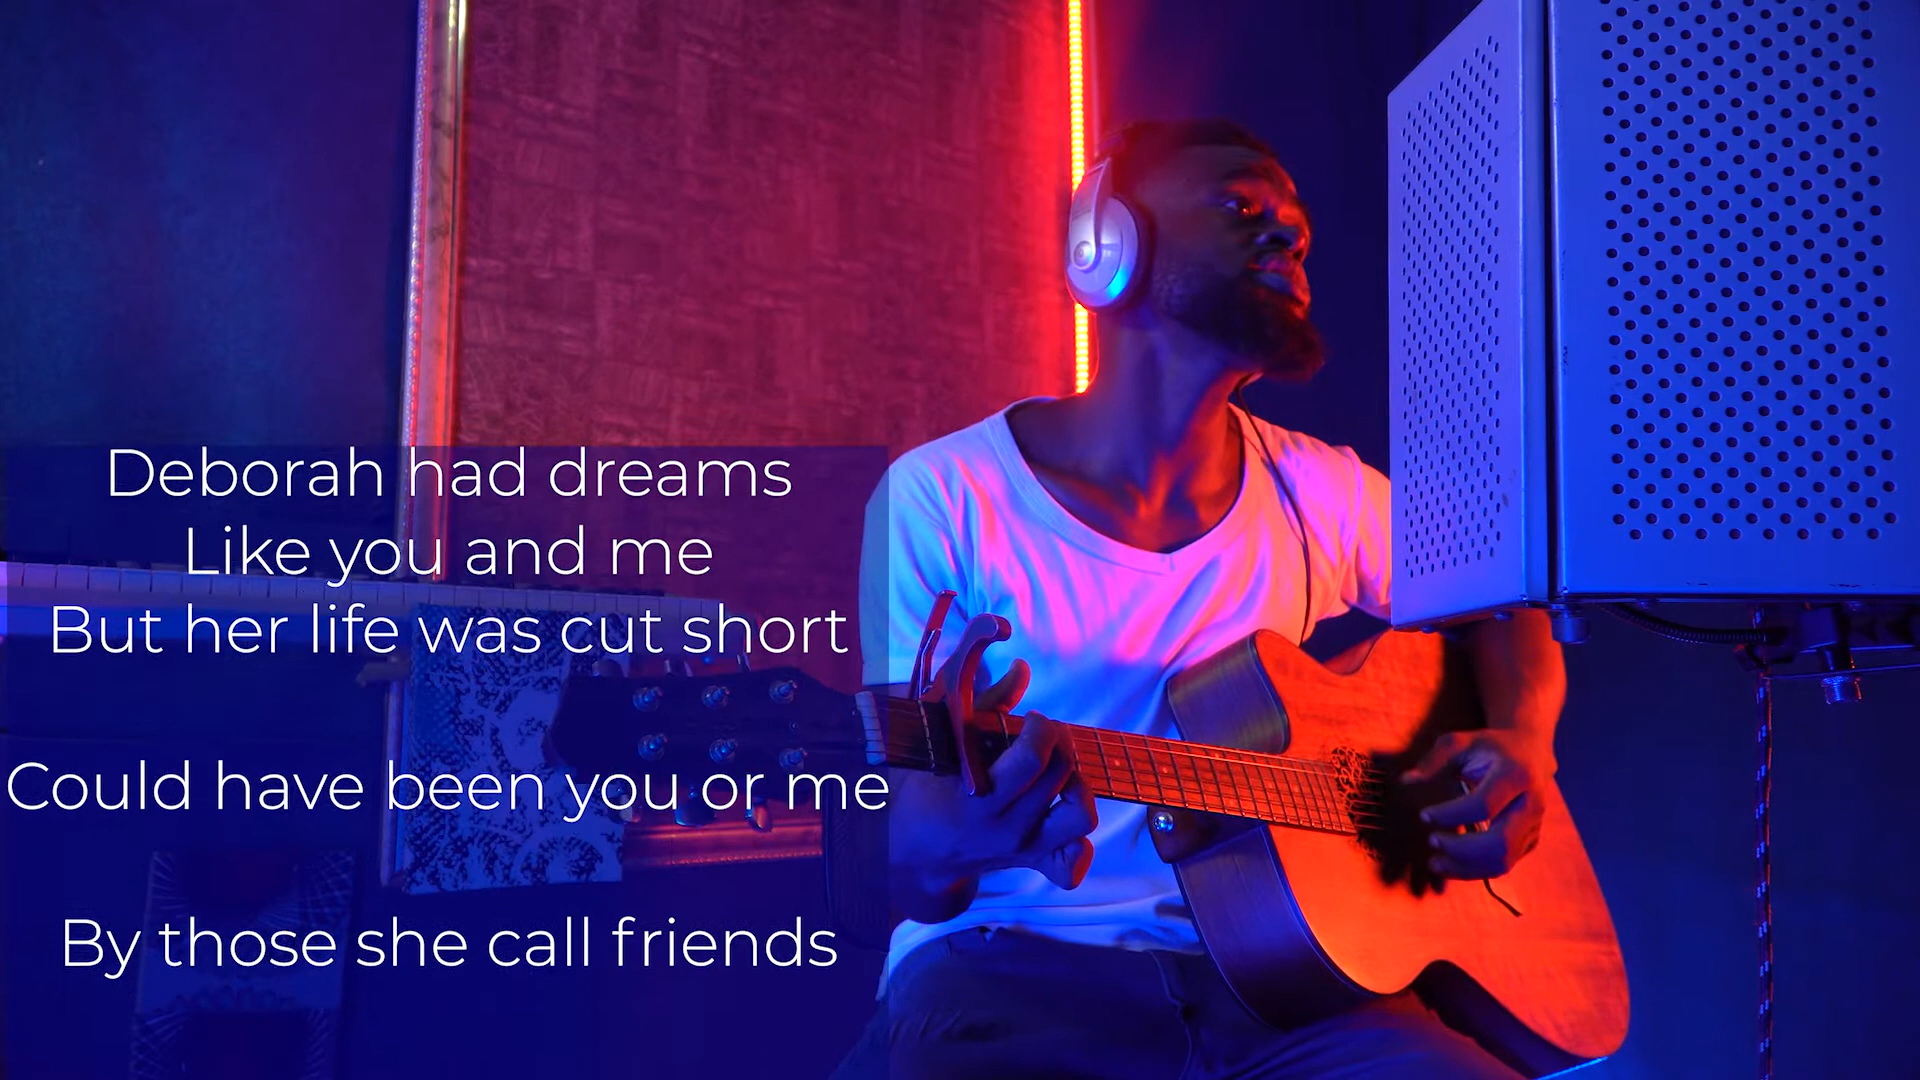 Deborah had dreams
Like you and me
But her life was cut short
Could have been you or me
By those she call friends